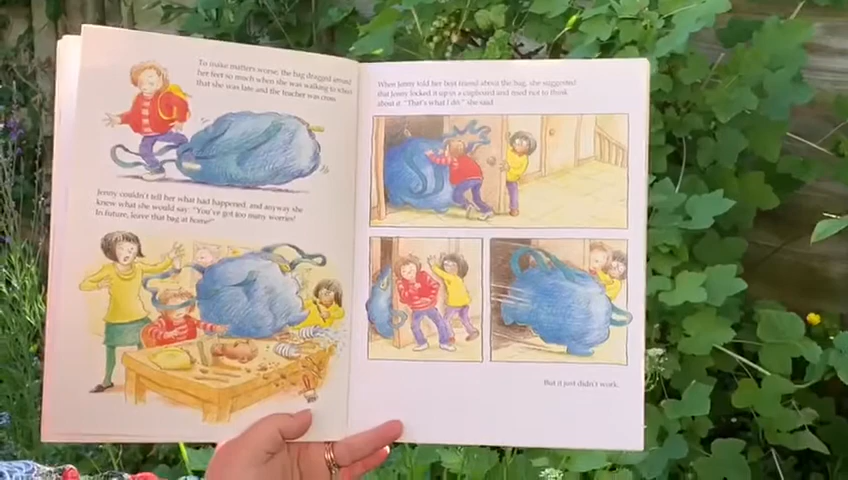 To make matters worse, the bag dragged around
her feet so much when she was walking to school
that she was late and the teacher was cross.
Jenny couldn't tell her what had happened, and anyway she
knew what she would say: "You've got too many worries!
In future, leave that bag at home!"
When Jenny told her best friend about the bag, she suggested
that Jenny locked it up in a cupboard and tried not to think
about it. "That's what I do," she said.
But it just didn't work.